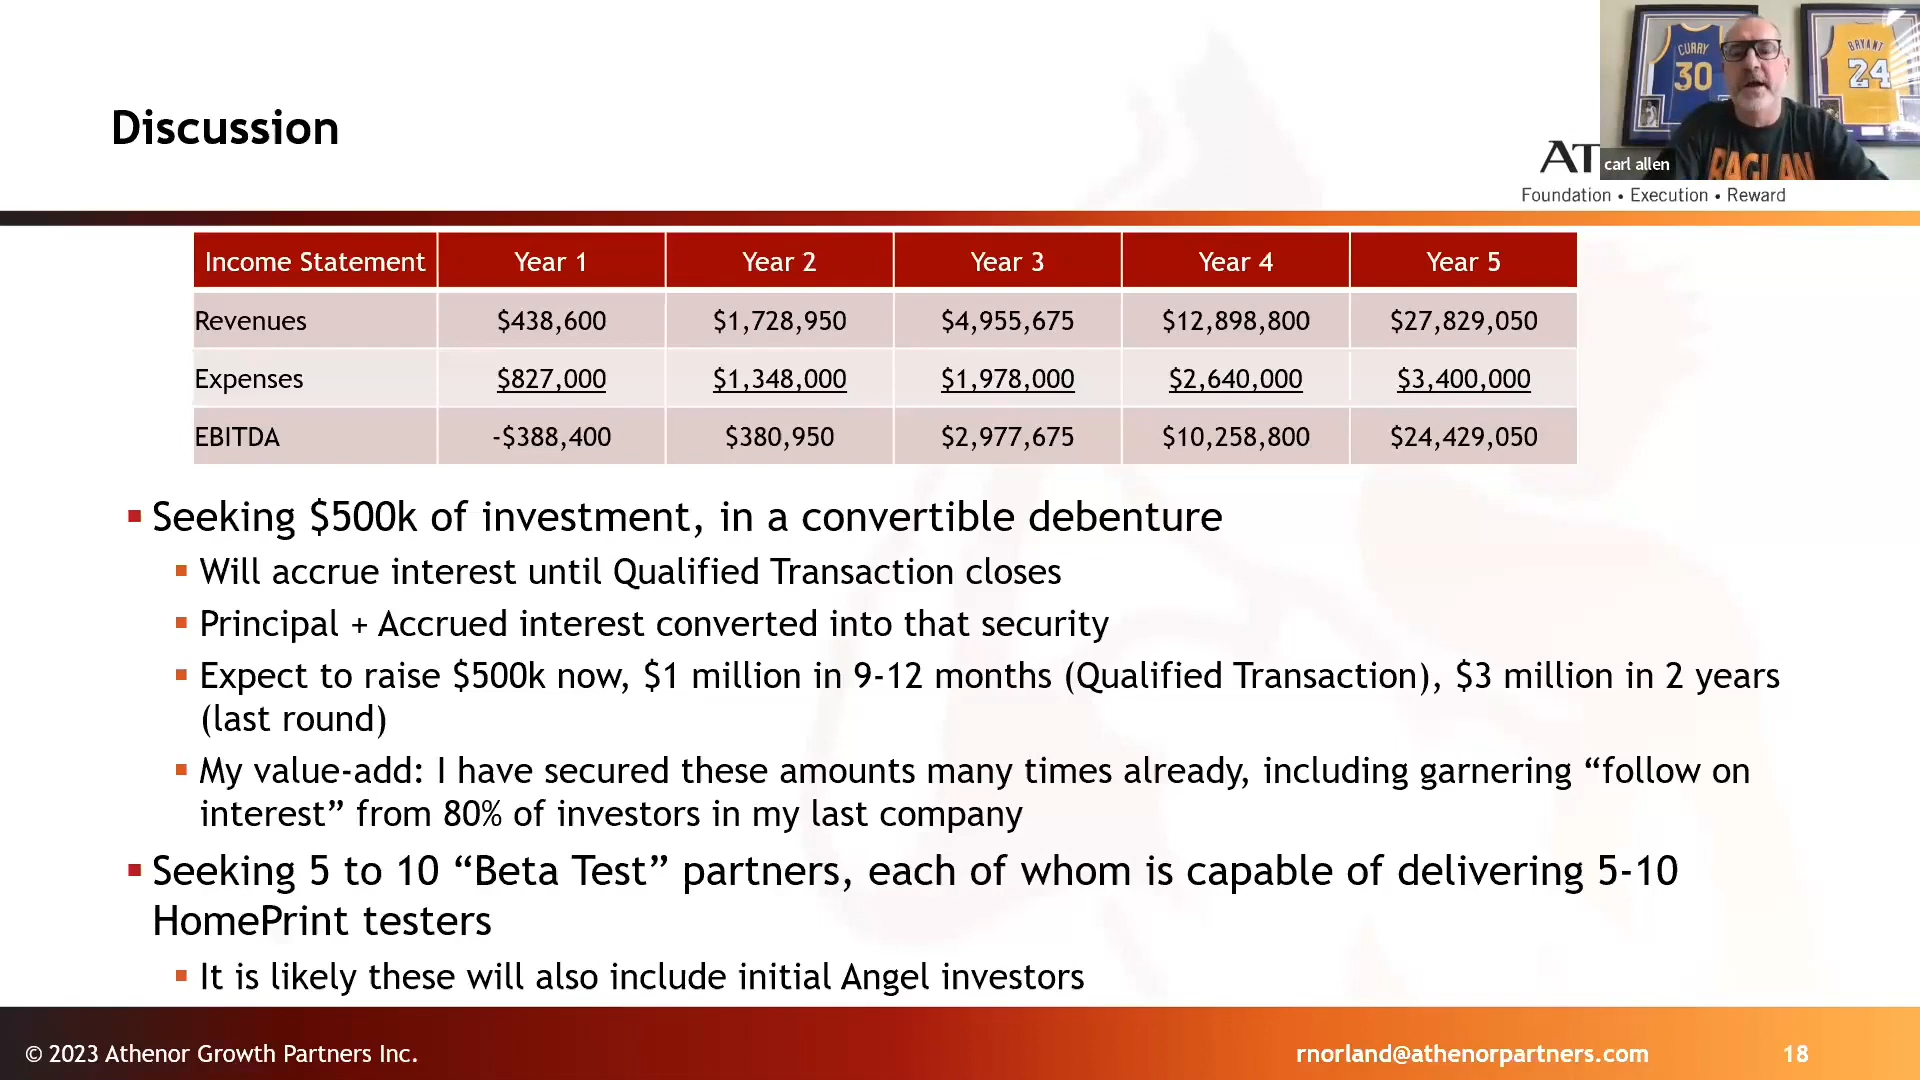 CURRY
30
BRYANT
24
Discussion
AT
carl allen
RAGLAN
Foundation • Execution • Reward
Income Statement Year 1 Year 2 Year 3 Year 4 Year 5
Revenues $438,600 $1,728,950 $4,955,675 $12,898,800 $27,829,050
Expenses $827,000 $1,348,000 $1,978,000 $2,640,000 $3,400,000
EBITDA -$388,400 $380,950 $2,977,675 $10,258,800 $24,429,050
Seeking $500k of investment, in a convertible debenture
Will accrue interest until Qualified Transaction closes
Principal + Accrued interest converted into that security
Expect to raise $500k now, $1 million in 9-12 months (Qualified Transaction), $3 million in 2 years
(last round)
My value-add: I have secured these amounts many times already, including garnering “follow on
interest” from 80% of investors in my last company
Seeking 5 to 10 “Beta Test” partners, each of whom is capable of delivering 5-10
HomePrint testers
It is likely these will also include initial Angel investors
© 2023 Athenor Growth Partners Inc.
rnorland@athenorpartners.com
18